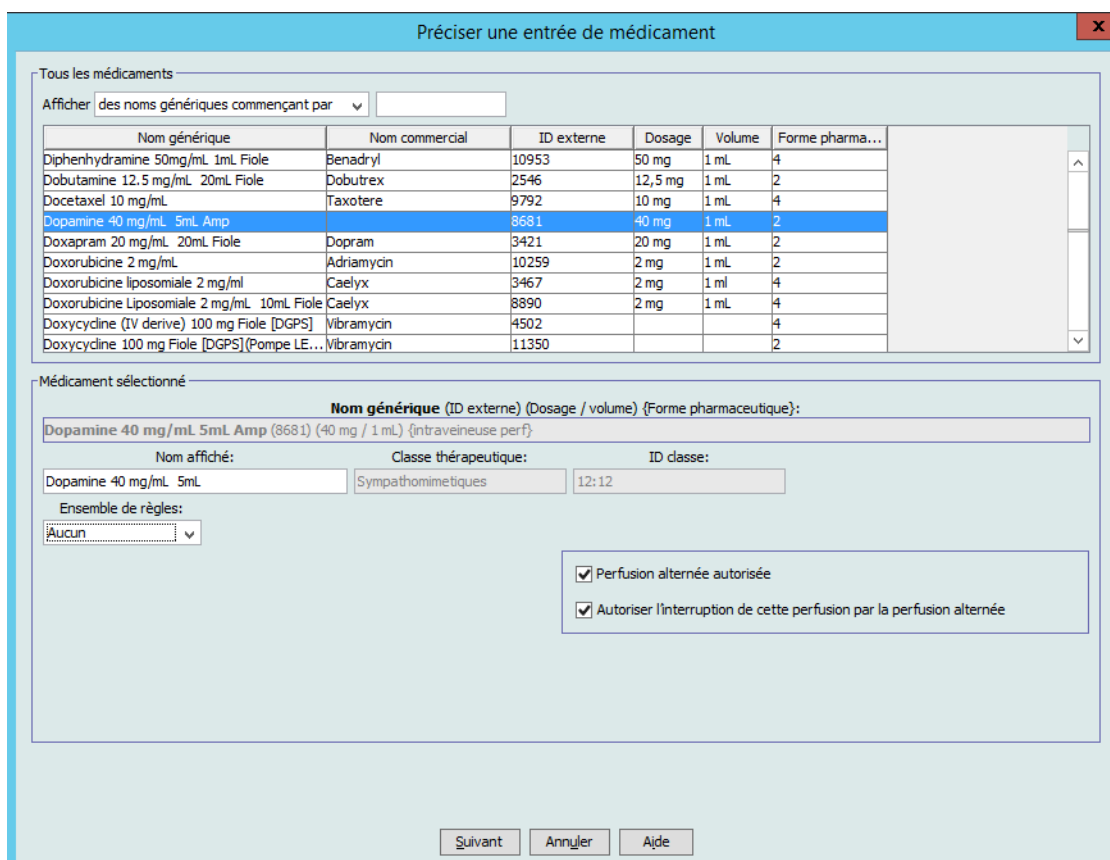 Préciser une entrée de médicament
x
Tous les médicaments
Afficher des noms génériques commençant par
Nom générique Nom commercial ID externe Dosage Volume Forme pharma...
Diphenhydramine 50mg/mL 1mL Fiole Benadryl 10953 50 mg 1 mL 4
Dobutamine 12.5 mg/mL 20mL Fiole Dobutrex 2546 12,5 mg 1 mL 2
Docetaxel 10 mg/mL Taxotere 9792 10 mg 1 mL 4
Dopamine 40 mg/mL 5mL Amp 8681 40 mg 1 mL 2
Doxapram 20 mg/mL 20mL Fiole Dopram 3421 20 mg 1 mL 2
Doxorubicine 2 mg/mL Adriamycin 10259 2 mg 1 mL 2
Doxorubicine liposomiale 2 mg/ml Caelyx 3467 2 mg 1 ml 4
Doxorubicine Liposomiale 2 mg/mL 10mL Fiole Caelyx 8890 2 mg 1 mL 4
Doxycycline (IV derive) 100 mg Fiole [DGPS] Vibramycin 4502 4
Doxycycline 100 mg Fiole [DGPS](Pompe LE... Vibramycin 11350 2
Médicament sélectionné
Nom générique (ID externe) (Dosage / volume) {Forme pharmaceutique}:
Dopamine 40 mg/mL 5mL Amp (8681) (40 mg / 1 mL) {intraveineuse perf}
Nom affiché: Classe thérapeutique: ID classe:
Dopamine 40 mg/mL 5mL Sympathomimetiques 12:12
Ensemble de règles:
Aucun
Perfusion alternée autorisée
Autoriser l'interruption de cette perfusion par la perfusion alternée
Suivant Annuler Aide